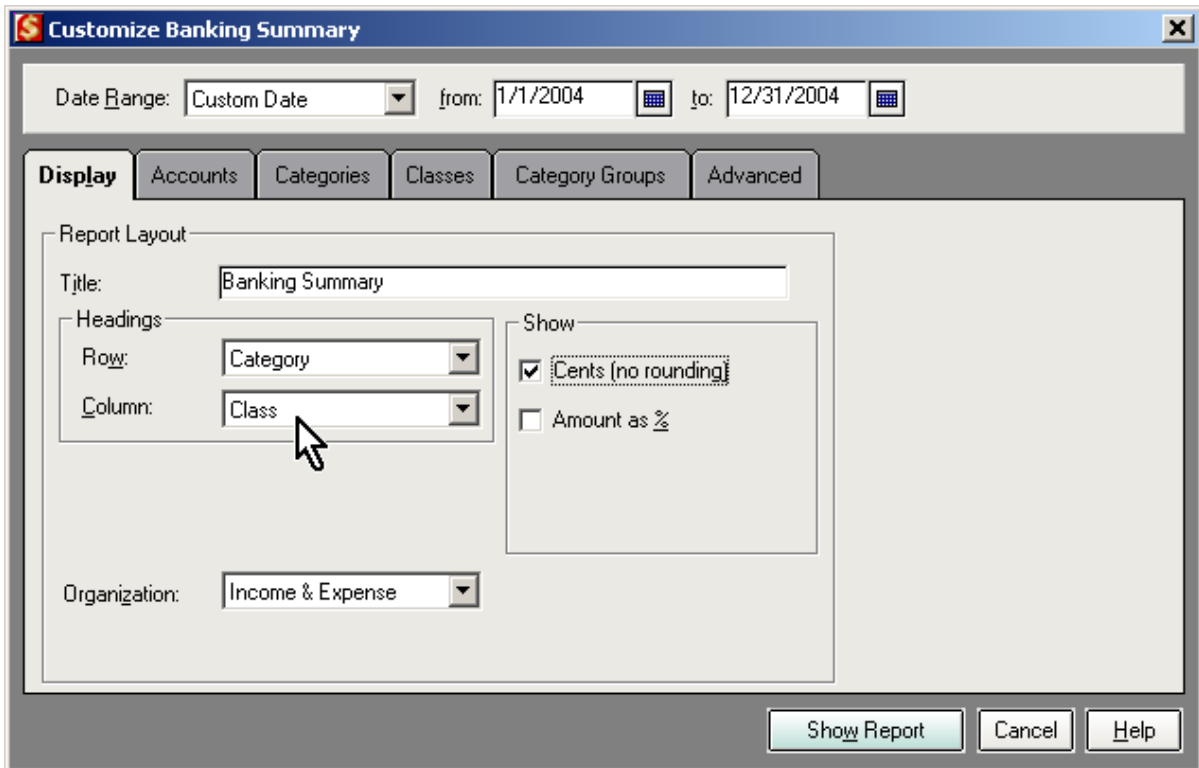 Customize Banking Summary
Date Range: Custom Date from: 1/1/2004 to: 12/31/2004
Display Accounts Categories Classes Category Groups Advanced
Report Layout
Title: Banking Summary
Headings
Row: Category
Column: Class
Show
Cents (no rounding)
Amount as %
Organization: Income & Expense
Show Report Cancel Help